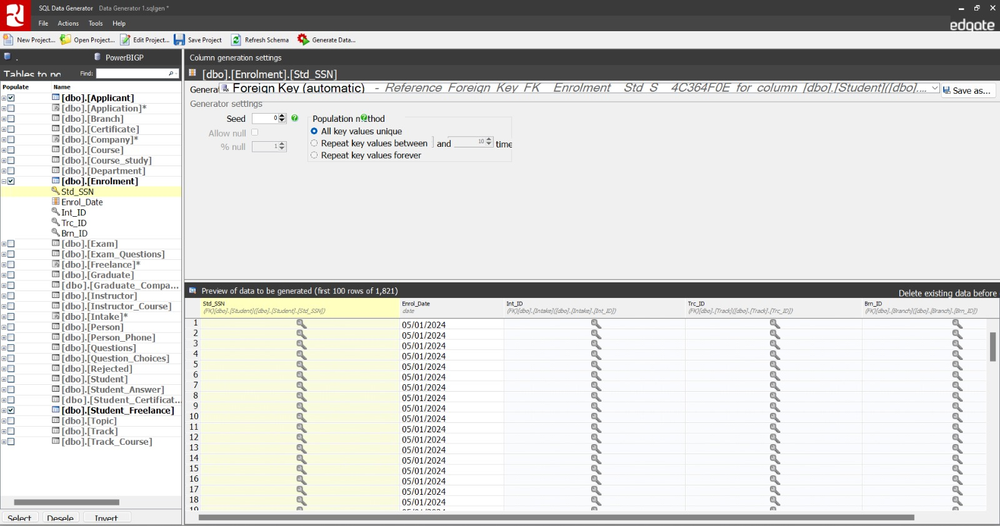 SQL Data Generator Data Generator 1.sqlgen *
File Actions Tools Help
edgate
New Project... Open Project... Edit Project... Save Project Refresh Schema Generate Data...
. PowerBIGP
Tables to po Find:
Populate Name
[dbo].[Applicant]
[dbo].[Application]*
[dbo].[Branch]
[dbo].[Certificate]
[dbo].[Company]*
[dbo].[Course]
[dbo].[Course_study]
[dbo].[Department]
[dbo].[Enrolment]
Std_SSN
Enrol_Date
Int_ID
Trc_ID
Brn_ID
[dbo].[Exam]
[dbo].[Exam_Questions]
[dbo].[Freelance]*
[dbo].[Graduate]
[dbo].[Graduate_Compa...
[dbo].[Instructor]
[dbo].[Instructor_Course]
[dbo].[Intake]*
[dbo].[Person]
[dbo].[Person_Phone]
[dbo].[Questions]
[dbo].[Question_Choices]
[dbo].[Rejected]
[dbo].[Student]
[dbo].[Student_Answer]
[dbo].[Student_Certificat...
[dbo].[Student_Freelance]
[dbo].[Topic]
[dbo].[Track]
[dbo].[Track_Course]
Select Desele Invert
Column generation settings
[dbo].[Enrolment].[Std_SSN]
Genera Foreign Key (automatic) - Reference Foreign Key FK__Enrolment__Std_S__4C364F0E for column [dbo].[Student]([dbo].... Save as...
Generator settings
Seed 0
Allow null
% null 1
Population method
All key values unique
Repeat key values between and 10 time
Repeat key values forever
Preview of data to be generated (first 100 rows of 1,821) Delete existing data before
Std_SSN Enrol_Date Int_ID Trc_ID Brn_ID
(FK)[dbo].[Student]([dbo].[Student].[Std_SSN]) date (FK)[dbo].[Intake]([dbo].[Intake].[Int_ID]) (FK)[dbo].[Track]([dbo].[Track].[Trc_ID]) (FK)[dbo].[Branch]([dbo].[Branch].[Brn_ID])
1 05/01/2024
2 05/01/2024
3 05/01/2024
4 05/01/2024
5 05/01/2024
6 05/01/2024
7 05/01/2024
8 05/01/2024
9 05/01/2024
10 05/01/2024
11 05/01/2024
12 05/01/2024
13 05/01/2024
14 05/01/2024
15 05/01/2024
16 05/01/2024
17 05/01/2024
18 05/01/2024
19